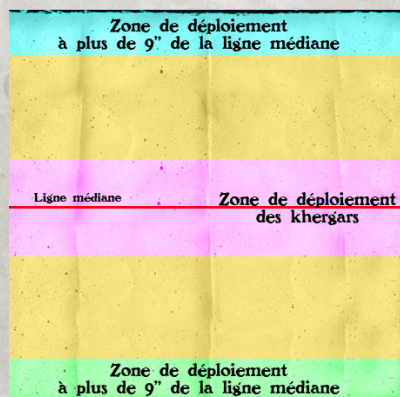 Zone de déploiement
à plus de 9” de la ligne médiane
Ligne médiane
Zone de déploiement
des khergars
Zone de déploiement
à plus de 9” de la ligne médiane